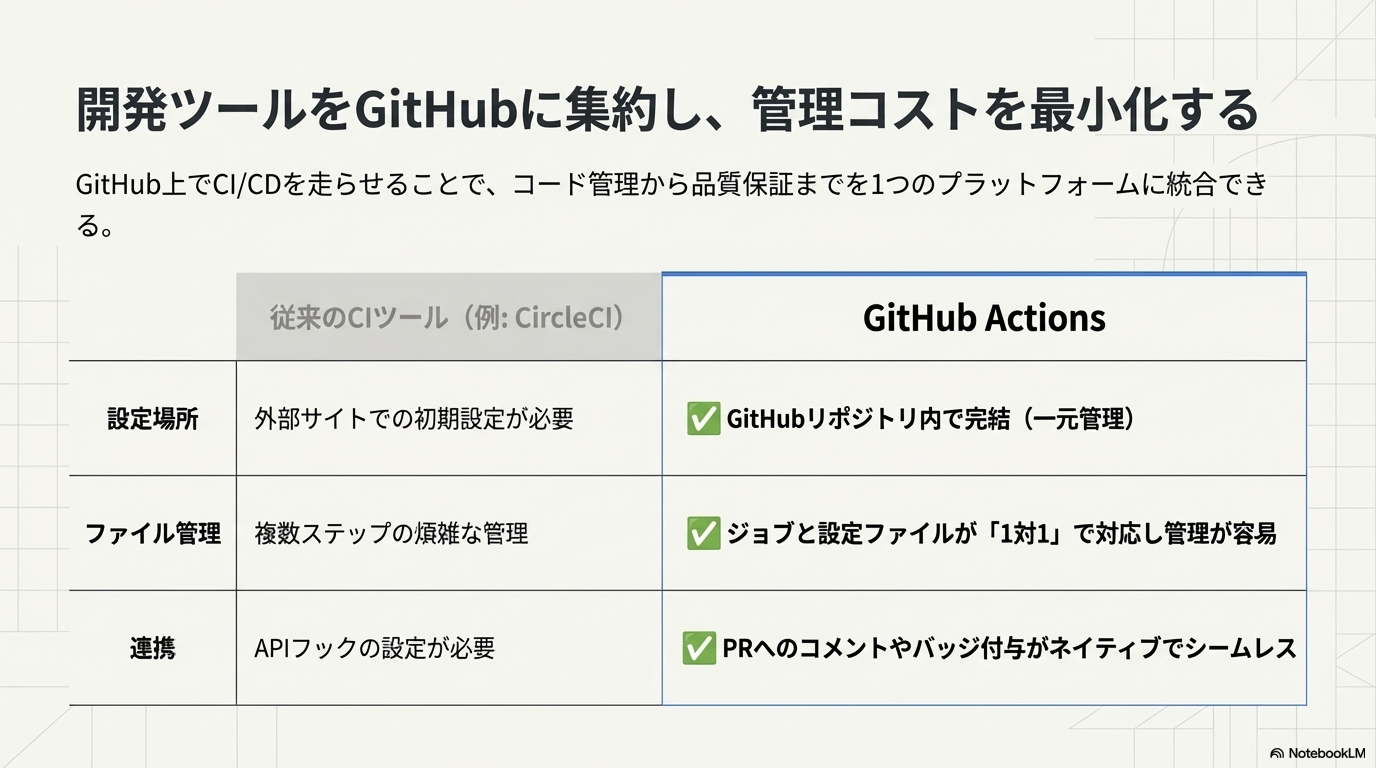 開発ツールをGitHubに集約し、管理コストを最小化する
GitHub上でCI/CDを走らせることで、コード管理から品質保証までを1つのプラットフォームに統合でき
る。
従来のCIツール（例: CircleCI）
GitHub Actions
設定場所
外部サイトでの初期設定が必要
✅ GitHubリポジトリ内で完結（一元管理）
ファイル管理
複数ステップの煩雑な管理
✅ ジョブと設定ファイルが「1対1」で対応し管理が容易
連携
APIフックの設定が必要
✅ PRへのコメントやバッジ付与がネイティブでシームレス
NotebookLM